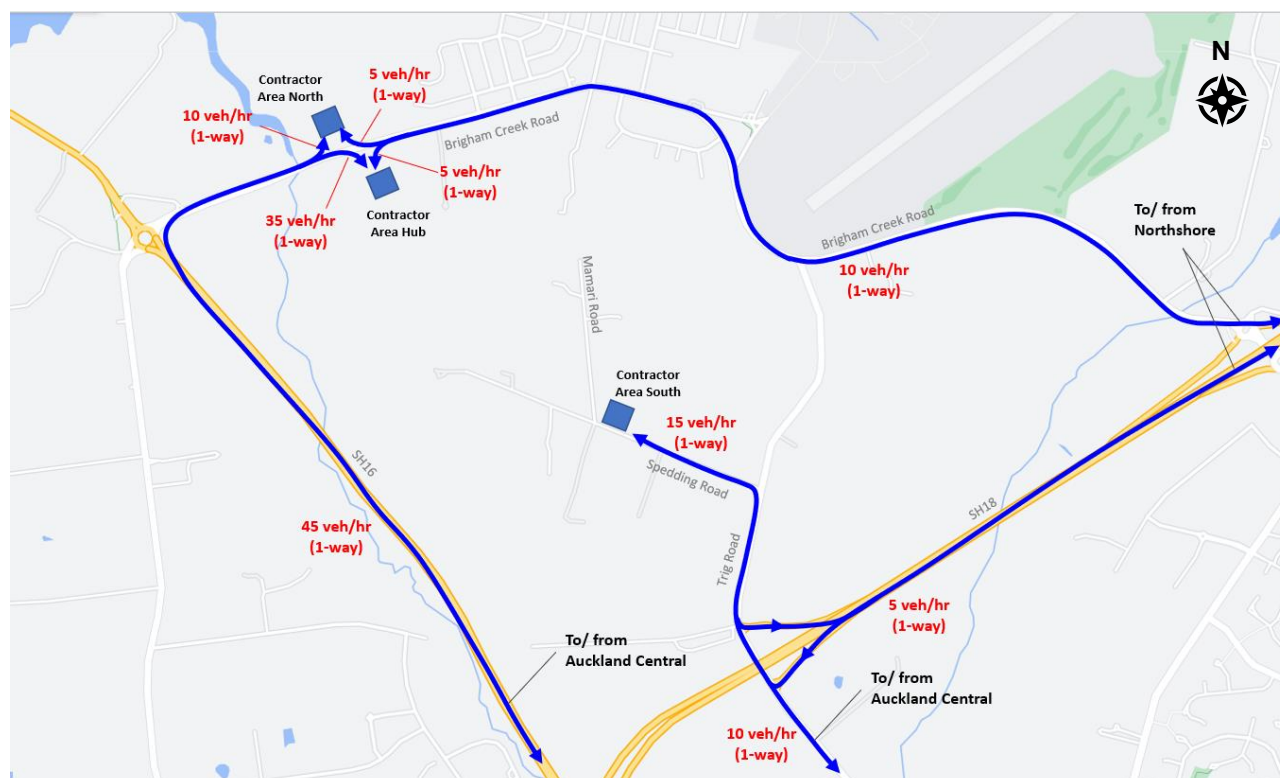 N
Contractor
Area North
5 veh/hr
(1-way)
10 veh/hr
(1-way)
Brigham Creek Road
5 veh/hr
(1-way)
35 veh/hr
(1-way)
Contractor
Area Hub
To/ from
Northshore
Brigham Creek Road
10 veh/hr
(1-way)
Mamari Road
Contractor
Area South
15 veh/hr
(1-way)
Spedding Road
SH16
SH18
45 veh/hr
(1-way)
Trig Road
5 veh/hr
(1-way)
To/ from
Auckland Central
To/ from
Auckland Central
10 veh/hr
(1-way)